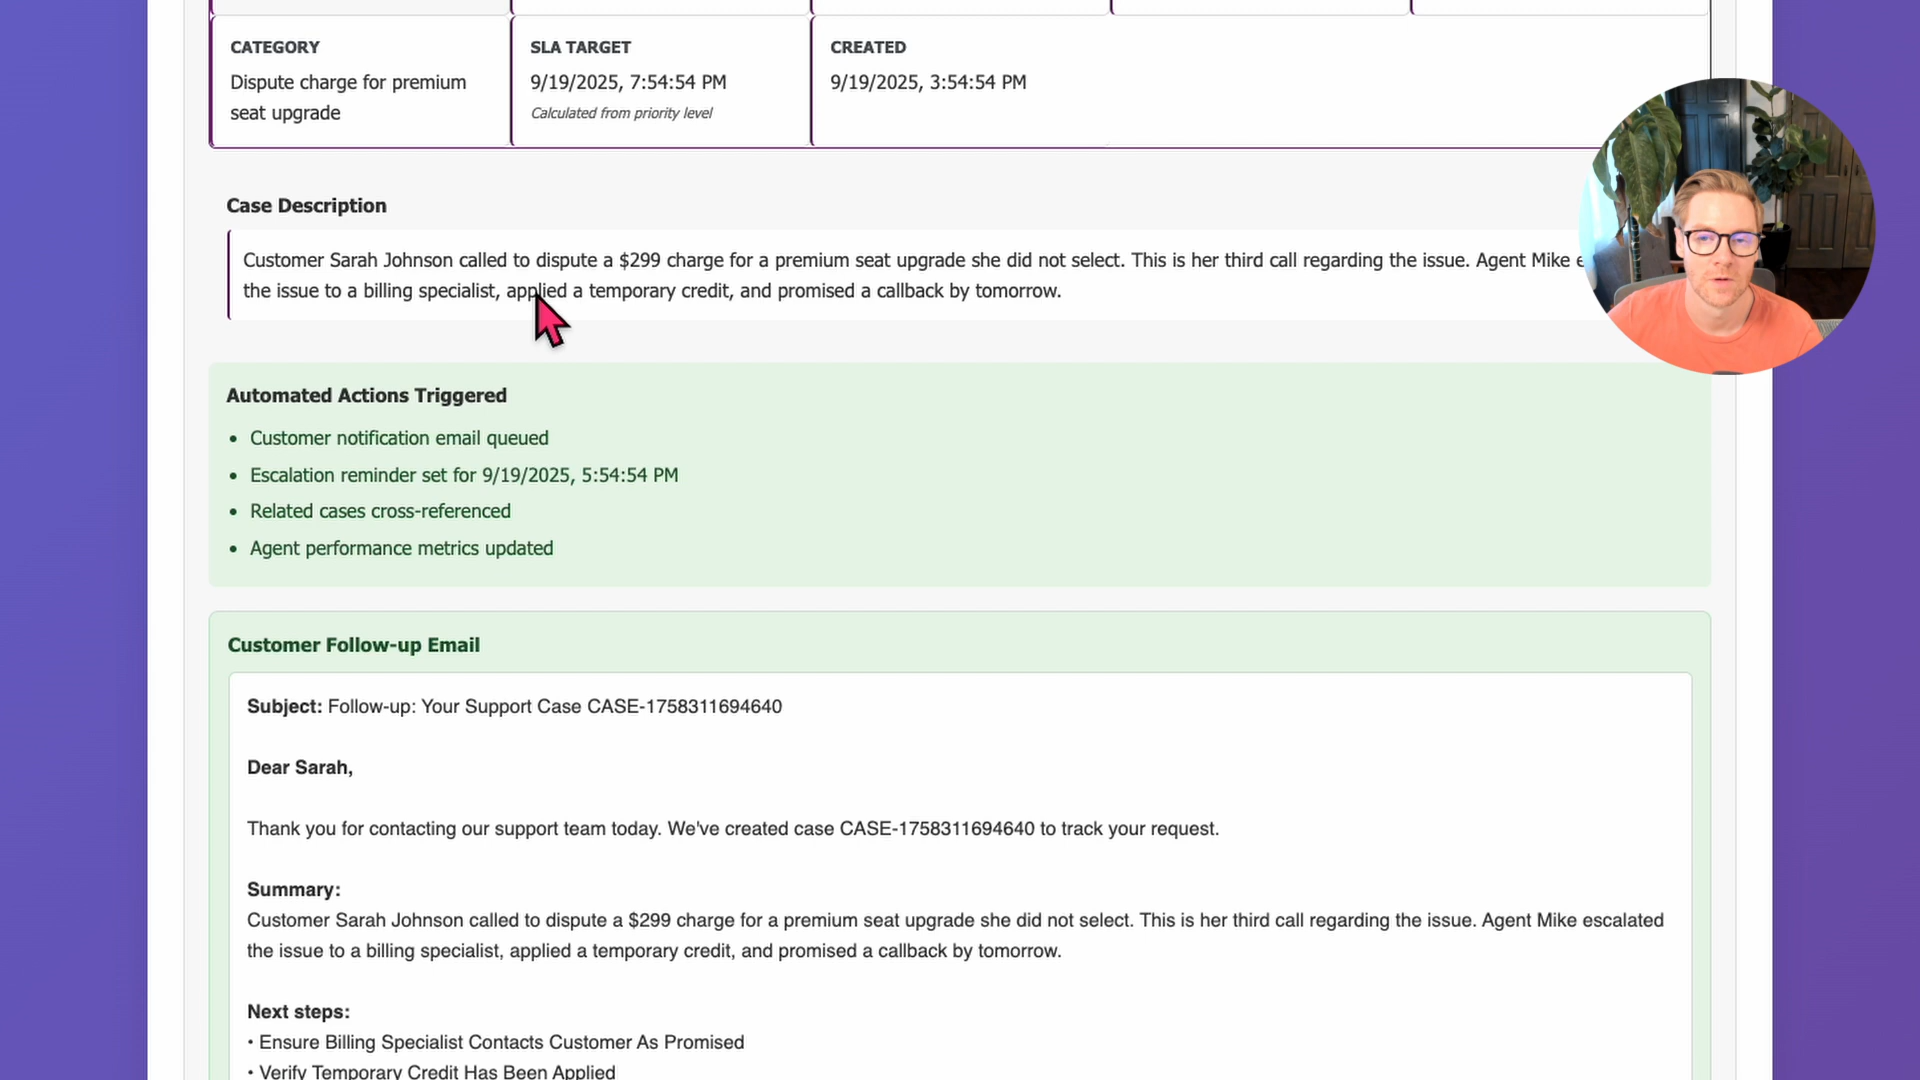 CATEGORY
Dispute charge for premium
seat upgrade
SLA TARGET
9/19/2025, 7:54:54 PM
Calculated from priority level
CREATED
9/19/2025, 3:54:54 PM
Case Description
Customer Sarah Johnson called to dispute a $299 charge for a premium seat upgrade she did not select. This is her third call regarding the issue. Agent Mike
the issue to a billing specialist, applied a temporary credit, and promised a callback by tomorrow.
Automated Actions Triggered
• Customer notification email queued
• Escalation reminder set for 9/19/2025, 5:54:54 PM
• Related cases cross-referenced
• Agent performance metrics updated
Customer Follow-up Email
Subject: Follow-up: Your Support Case CASE-1758311694640
Dear Sarah,
Thank you for contacting our support team today. We've created case CASE-1758311694640 to track your request.
Summary:
Customer Sarah Johnson called to dispute a $299 charge for a premium seat upgrade she did not select. This is her third call regarding the issue. Agent Mike escalated
the issue to a billing specialist, applied a temporary credit, and promised a callback by tomorrow.
Next steps:
• Ensure Billing Specialist Contacts Customer As Promised
• Verify Temporary Credit Has Been Applied